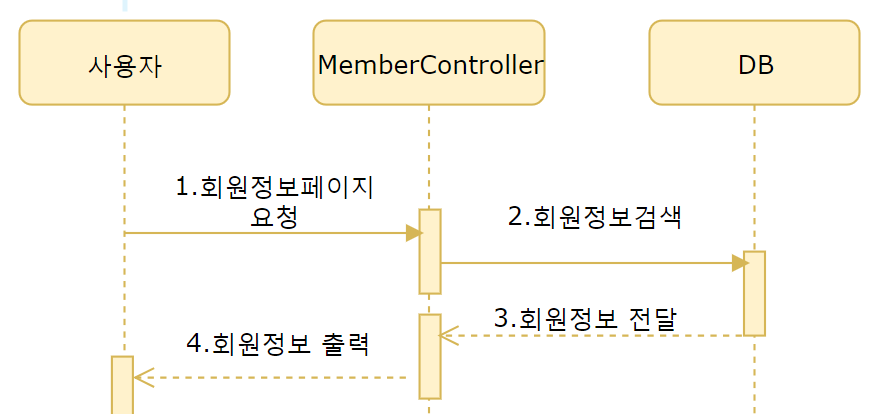 사용자
MemberController
DB
1.회원정보페이지
요청
2.회원정보검색
3.회원정보 전달
4.회원정보 출력